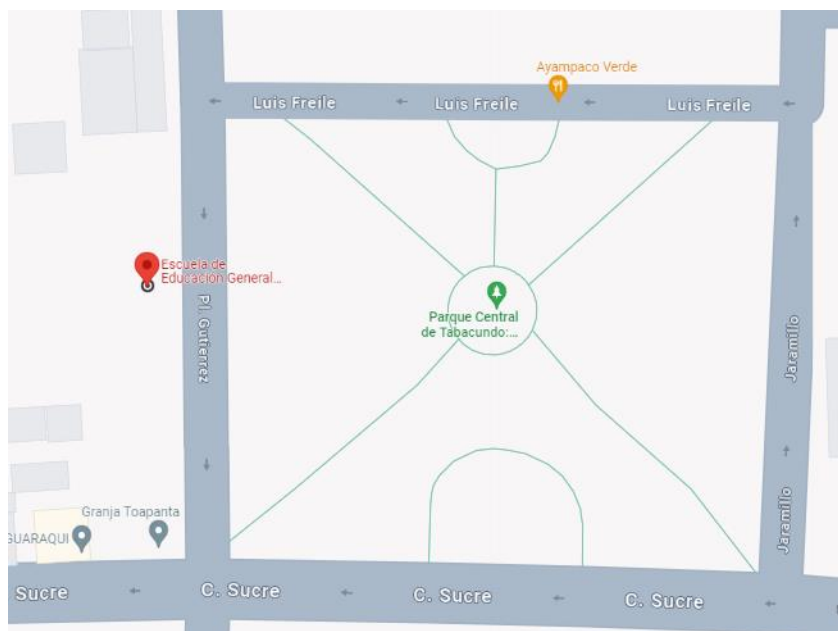 Ayampaco Verde
Luis Freile
Luis Freile
Luis Freile
Escuela de
Educación General...
Parque Central
de Tabacundo:...
Pl. Gutiérrez
Jaramillo
Jaramillo
Granja Toapanta
GUARAQUI
Sucre
C. Sucre
C. Sucre
C. Sucre